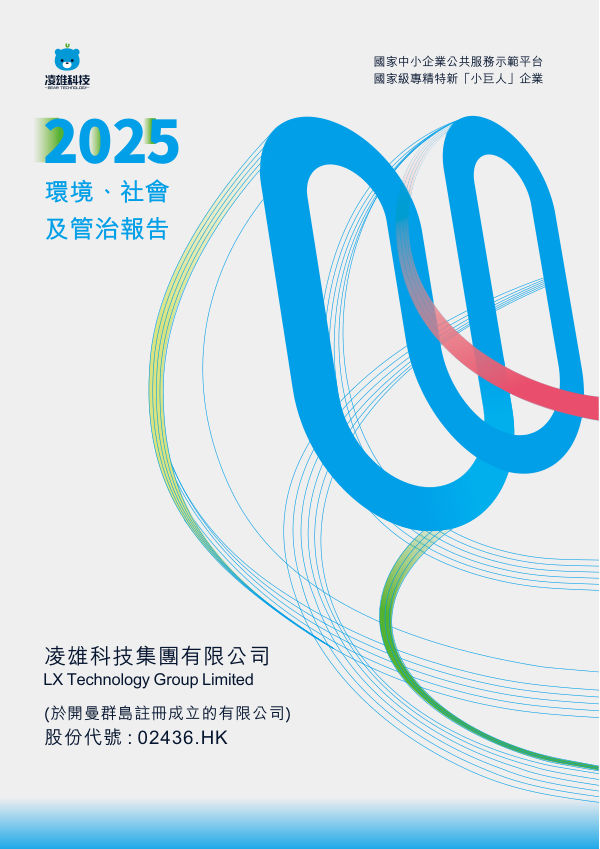 凌雄科技
-BEAR TECHNOLOGY-
國家中小企業公共服務示範平台
國家級專精特新「小巨人」企業
2025
環境、社會
及管治報告
凌雄科技集團有限公司
LX Technology Group Limited
(於開曼群島註冊成立的有限公司)
股份代號 : 02436.HK